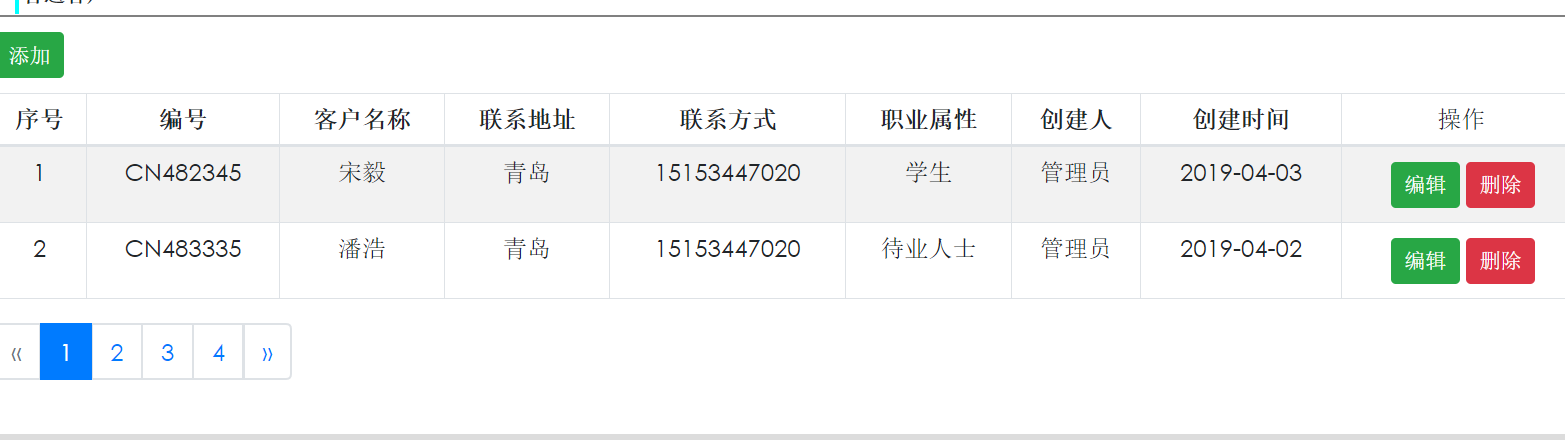 添加
序号 编号 客户名称 联系地址 联系方式 职业属性 创建人 创建时间 操作
1 CN482345 宋毅 青岛 15153447020 学生 管理员 2019-04-03 编辑 删除
2 CN483335 潘浩 青岛 15153447020 待业人士 管理员 2019-04-02 编辑 删除
« 1 2 3 4 »